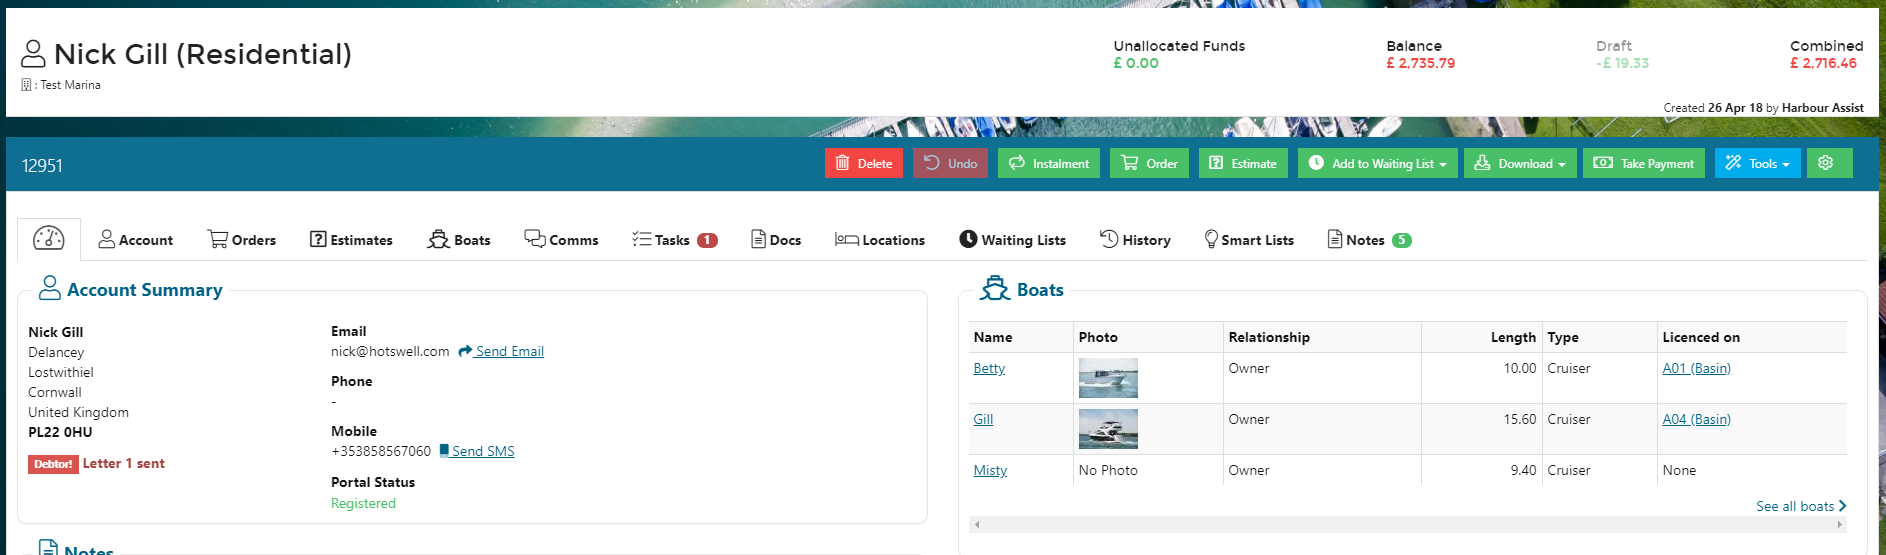 Nick Gill (Residential)
: Test Marina
Unallocated Funds
£ 0.00
Balance
£ 2,735.79
Draft
-£ 19.33
Combined
£ 2,716.46
Created 26 Apr 18 by Harbour Assist
12951
Delete
Undo
Instalment
Order
Estimate
Add to Waiting List
Download
Take Payment
Tools
Account
Orders
Estimates
Boats
Comms
Tasks 1
Docs
Locations
Waiting Lists
History
Smart Lists
Notes 5
Account Summary
Nick Gill
Delancey
Lostwithiel
Cornwall
United Kingdom
PL22 0HU
Debtor! Letter 1 sent
Email
nick@hotswell.com Send Email
Phone
-
Mobile
+353858567060 Send SMS
Portal Status
Registered
Boats
Name Photo Relationship Length Type Licenced on
Betty Owner 10.00 Cruiser A01 (Basin)
Gill Owner 15.60 Cruiser A04 (Basin)
Misty No Photo Owner 9.40 Cruiser None
See all boats
Notes